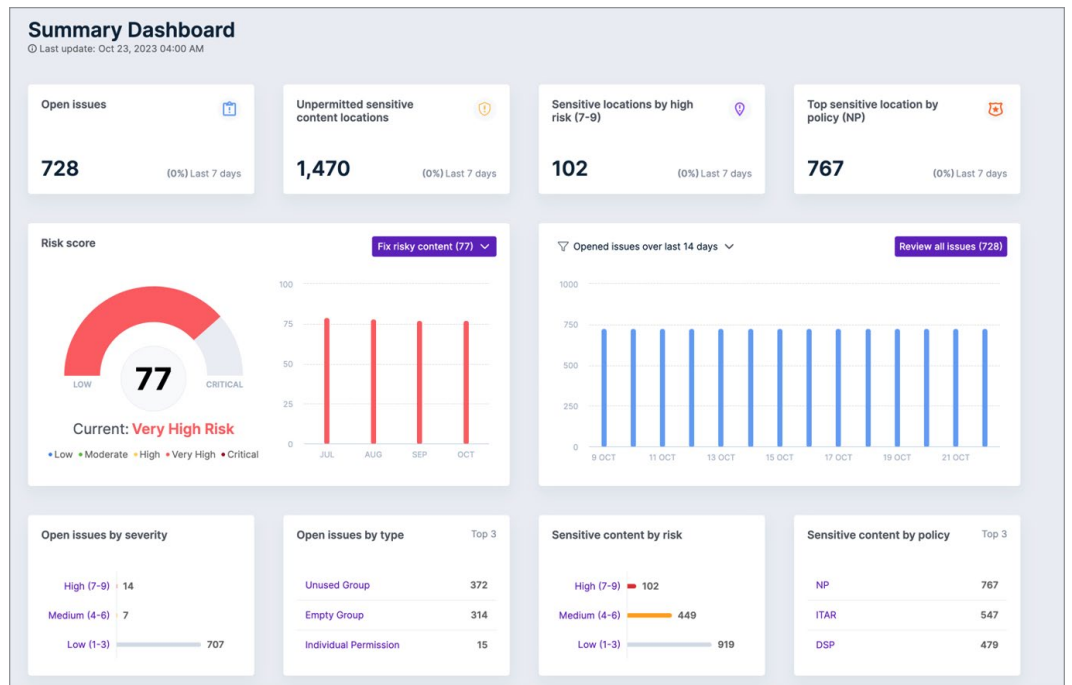 Summary Dashboard
Last update: Oct 23, 2023 04:00 AM
Open issues
728
(0%) Last 7 days
Unpermitted sensitive
content locations
1,470
(0%) Last 7 days
Sensitive locations by high
risk (7-9)
102
(0%) Last 7 days
Top sensitive location by
policy (NP)
767
(0%) Last 7 days
Risk score
Fix risky content (77)
LOW
77
CRITICAL
Current: Very High Risk
Low Moderate High Very High Critical
100
75
50
25
0
JUL AUG SEP OCT
Opened issues over last 14 days
Review all issues (728)
1000
750
500
250
0
9 OCT 11 OCT 13 OCT 15 OCT 17 OCT 19 OCT 21 OCT
Open issues by severity
High (7-9) 14
Medium (4-6) 7
Low (1-3) 707
Open issues by type Top 3
Unused Group 372
Empty Group 314
Individual Permission 15
Sensitive content by risk
High (7-9) 102
Medium (4-6) 449
Low (1-3) 919
Sensitive content by policy Top 3
NP 767
ITAR 547
DSP 479